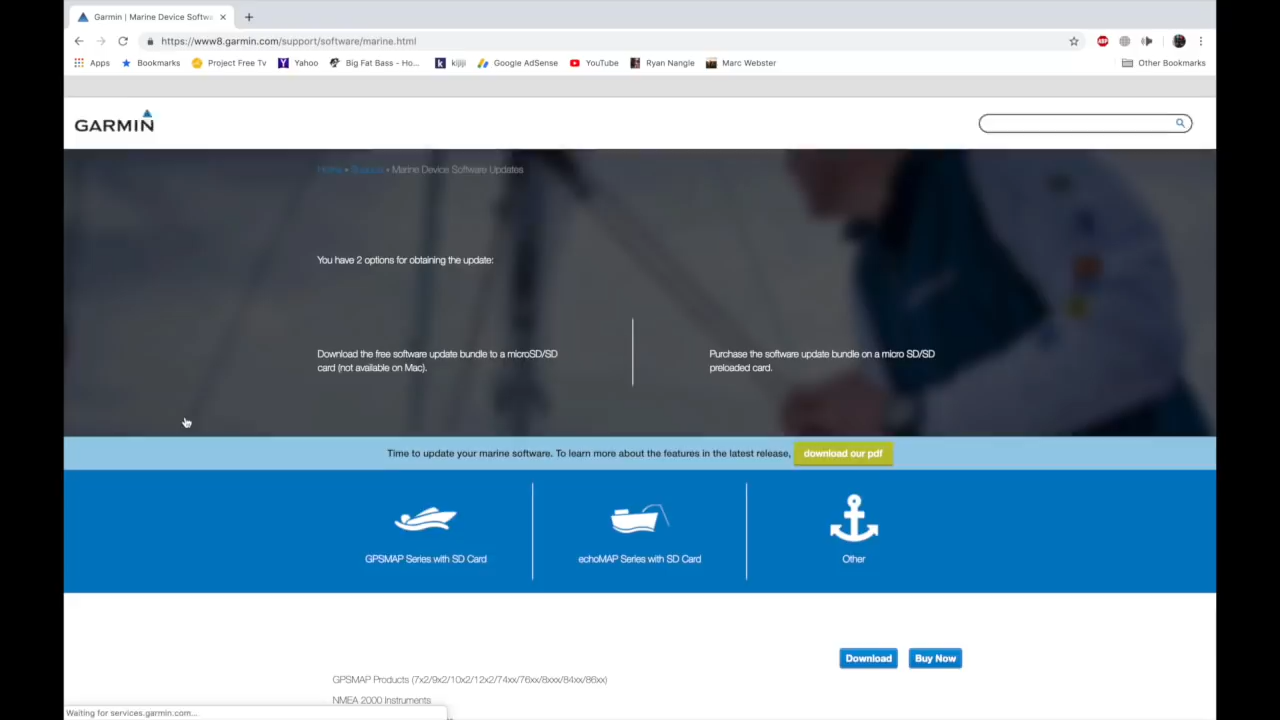 Garmin | Marine Device Softwa
https://www8.garmin.com/support/software/marine.html
ABP
Apps Bookmarks Project Free Tv Yahoo Big Fat Bass - Ho... kijiji Google AdSense YouTube Ryan Nangle Marc Webster Other Bookmarks
GARMIN
Home • Support • Marine Device Software Updates
You have 2 options for obtaining the update:
Download the free software update bundle to a microSD/SD
card (not available on Mac).
Purchase the software update bundle on a micro SD/SD
preloaded card.
Time to update your marine software. To learn more about the features in the latest release, download our pdf
GPSMAP Series with SD Card
echoMAP Series with SD Card
Other
Download Buy Now
GPSMAP Products (7x2/9x2/10x2/12x2/74xx/76xx/8xxx/84xx/86xx)
NMEA 2000 Instruments
Waiting for services.garmin.com...